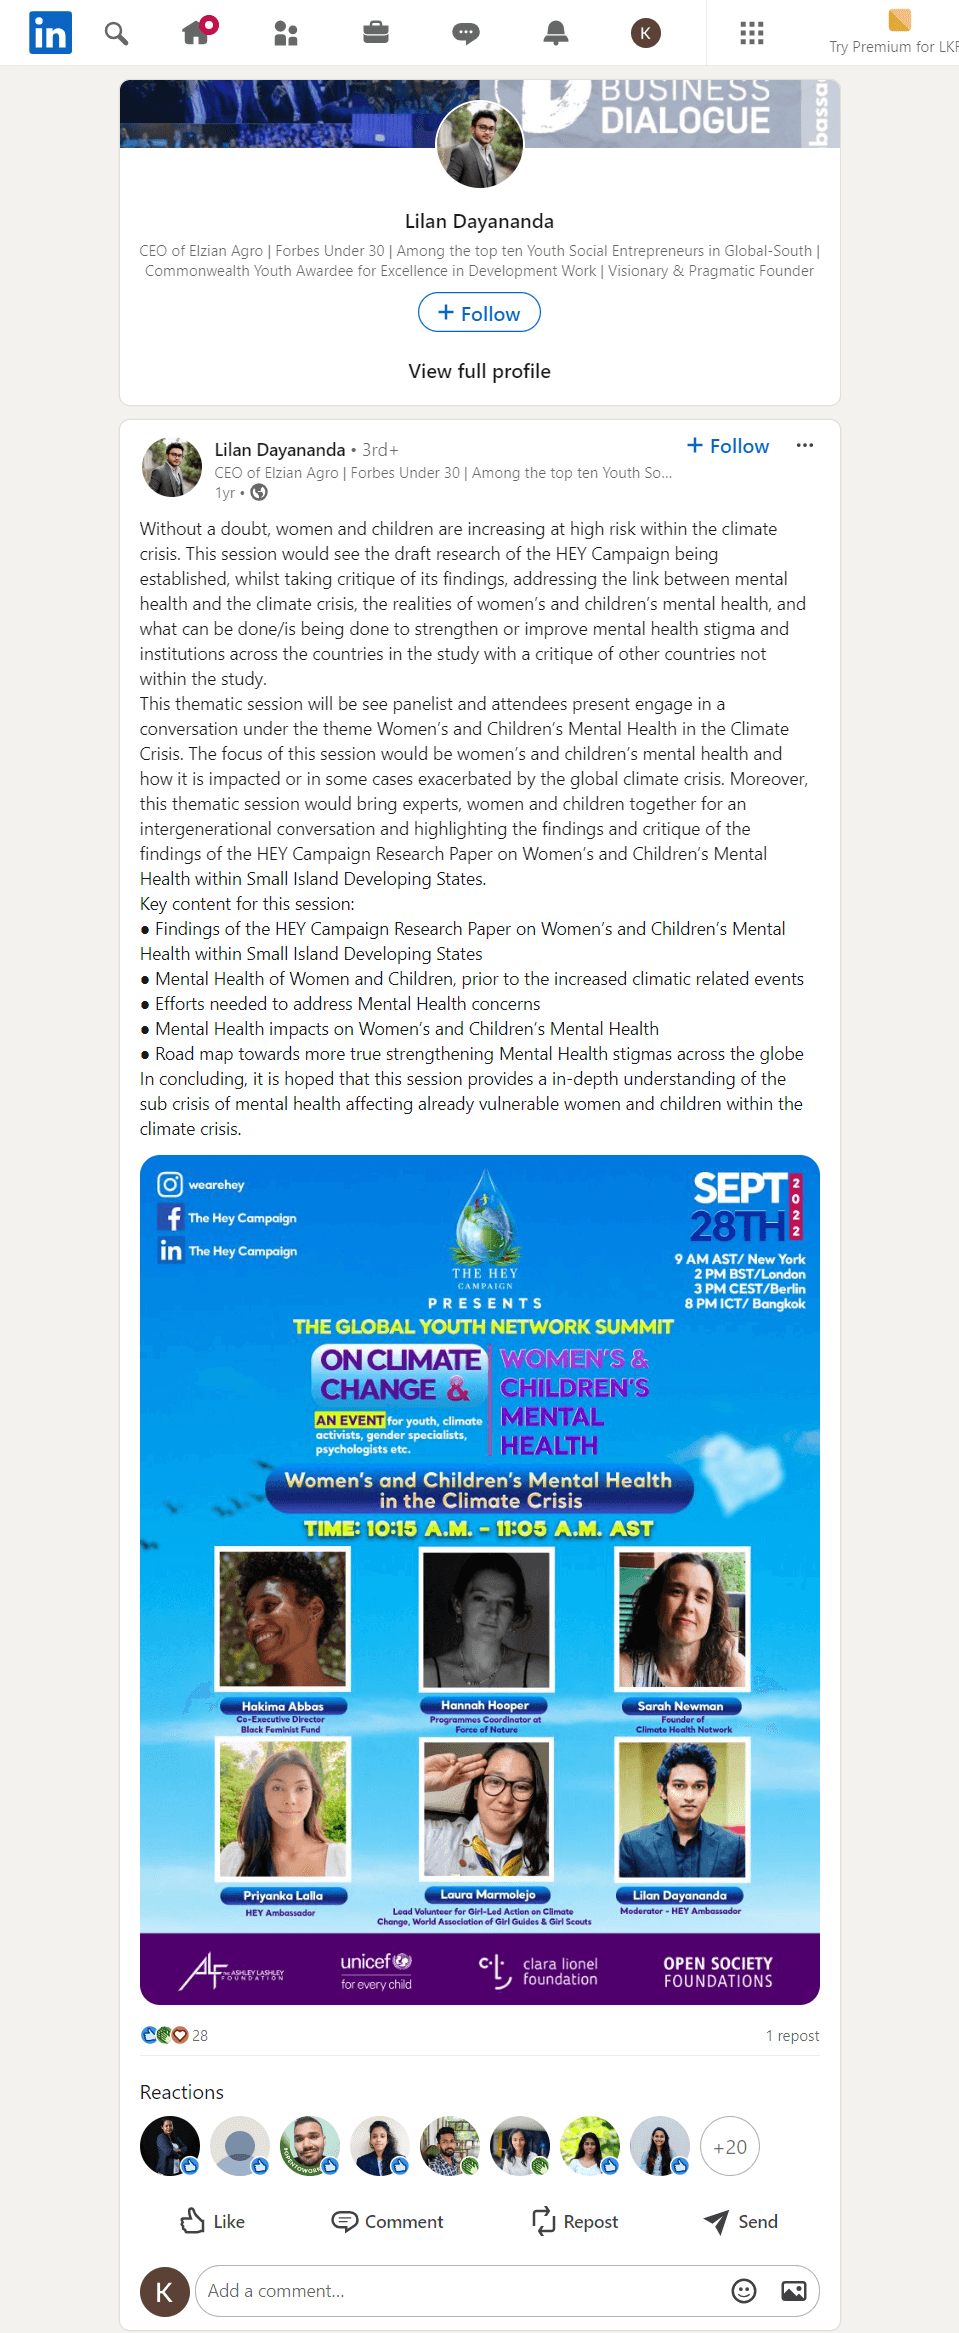 in
K
Try Premium for LKR
BUSINESS
DIALOGUE
bassa
Lilan Dayananda
CEO of Elzian Agro | Forbes Under 30 | Among the top ten Youth Social Entrepreneurs in Global-South |
Commonwealth Youth Awardee for Excellence in Development Work | Visionary & Pragmatic Founder
+ Follow
View full profile
Lilan Dayananda • 3rd+
+ Follow ···
CEO of Elzian Agro | Forbes Under 30 | Among the top ten Youth So...
1yr •
Without a doubt, women and children are increasing at high risk within the climate
crisis. This session would see the draft research of the HEY Campaign being
established, whilst taking critique of its findings, addressing the link between mental
health and the climate crisis, the realities of women’s and children’s mental health, and
what can be done/is being done to strengthen or improve mental health stigma and
institutions across the countries in the study with a critique of other countries not
within the study.
This thematic session will be see panelist and attendees present engage in a
conversation under the theme Women’s and Children’s Mental Health in the Climate
Crisis. The focus of this session would be women’s and children’s mental health and
how it is impacted or in some cases exacerbated by the global climate crisis. Moreover,
this thematic session would bring experts, women and children together for an
intergenerational conversation and highlighting the findings and critique of the
findings of the HEY Campaign Research Paper on Women’s and Children’s Mental
Health within Small Island Developing States.
Key content for this session:
● Findings of the HEY Campaign Research Paper on Women’s and Children’s Mental
Health within Small Island Developing States
● Mental Health of Women and Children, prior to the increased climatic related events
● Efforts needed to address Mental Health concerns
● Mental Health impacts on Women’s and Children’s Mental Health
● Road map towards more true strengthening Mental Health stigmas across the globe
In concluding, it is hoped that this session provides a in-depth understanding of the
sub crisis of mental health affecting already vulnerable women and children within the
climate crisis.
wearehey
The Hey Campaign
in The Hey Campaign
THE HEY
CAMPAIGN
PRESENTS
SEPT
28TH
2022
9 AM AST/ New York
2 PM BST/London
3 PM CEST/Berlin
8 PM ICT/ Bangkok
THE GLOBAL YOUTH NETWORK SUMMIT
ON CLIMATE
CHANGE &
WOMEN'S &
CHILDREN'S
MENTAL
HEALTH
AN EVENT for youth, climate
activists, gender specialists,
psychologists etc.
Women's and Children's Mental Health
in the Climate Crisis
TIME: 10:15 A.M. - 11:05 A.M. AST
Hakima Abbas
Co-Executive Director
Black Feminist Fund
Hannah Hooper
Programmes Coordinator at
Force of Nature
Sarah Newman
Founder of
Climate Health Network
Priyanka Lalla
HEY Ambassador
Laura Marmolejo
Lead Volunteer for Girl-Led Action on Climate
Change, World Association of Girl Guides & Girl Scouts
Lilan Dayananda
Moderator - HEY Ambassador
ALF THE ASHLEY LASHLEY
FOUNDATION
unicef
for every child
clara lionel
foundation
OPEN SOCIETY
FOUNDATIONS
28
1 repost
Reactions
#OPENTOWORK
+20
Like
Comment
Repost
Send
K
Add a comment...